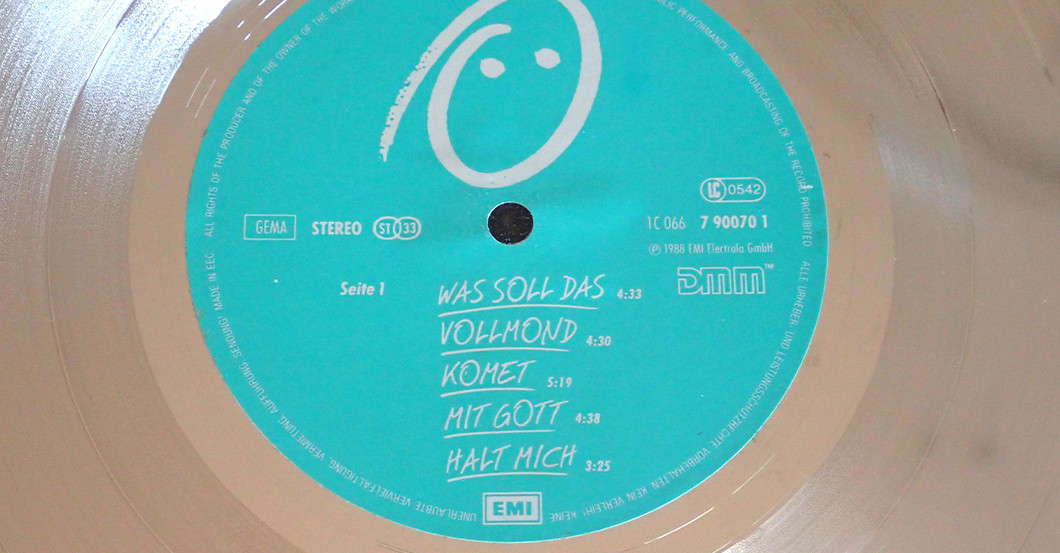 ALL RIGHTS OF THE PRODUCER AND OF THE OWNER OF THE WORK
PUBLIC PERFORMANCE AND BROADCASTING OF THE RECORD PROHIBITED
LC 0542
GEMA STEREO ST 33
1C 066 7 90070 1
℗ 1988 EMI Electrola GmbH
DMM™
Seite 1
WAS SOLL DAS 4:33
VOLLMOND 4:30
KOMET 5:19
MIT GOTT 4:38
HALT MICH 3:25
EMI
ALLE URHEBER- UND LEISTUNGSSCHUTZRECHTE VORBEHALTEN. KEIN VERLEIH! KEINE
UNERLAUBTE VERVIELFÄLTIGUNG, VERMIETUNG, AUFFÜHRUNG, SENDUNG! MADE IN EEC